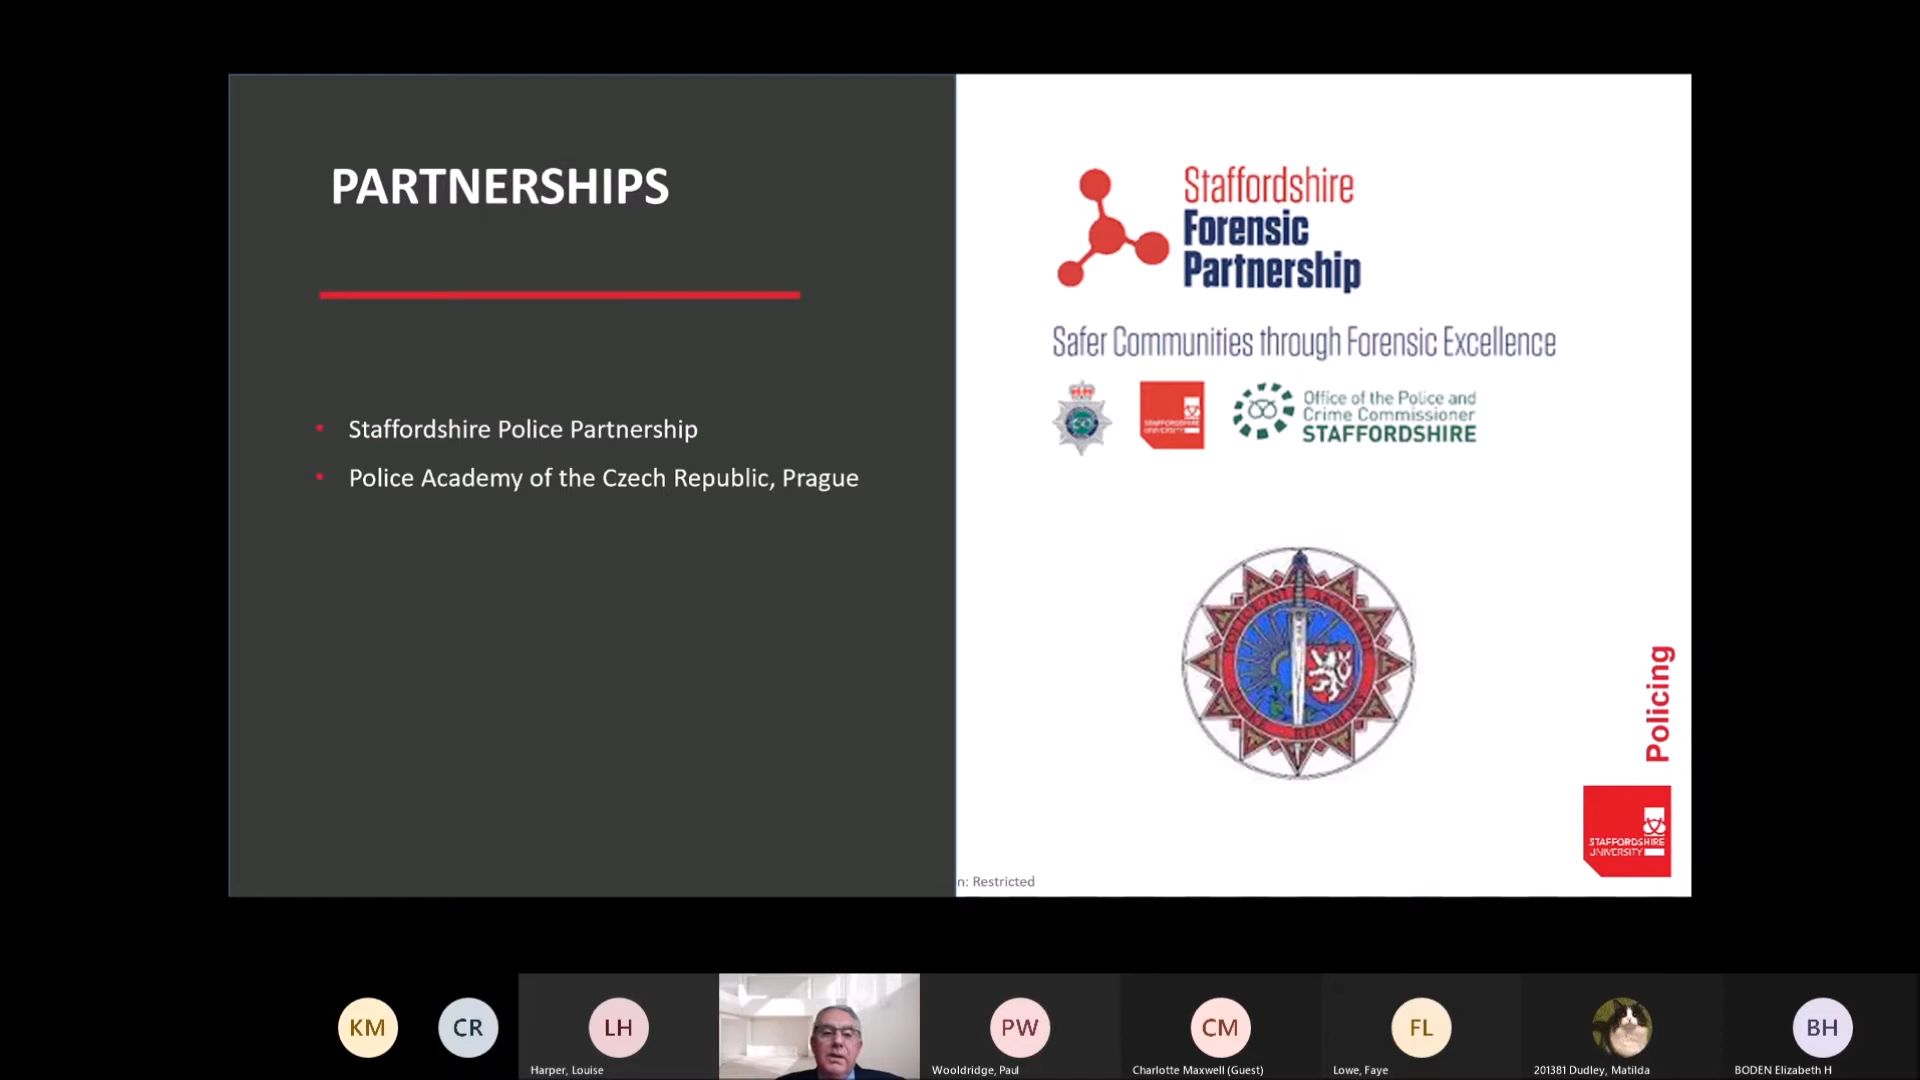 PARTNERSHIPS
• Staffordshire Police Partnership
• Police Academy of the Czech Republic, Prague
Staffordshire
Forensic
Partnership
Safer Communities through Forensic Excellence
STAFFORDSHIRE
UNIVERSITY
Office of the Police and
Crime Commissioner
STAFFORDSHIRE
Policing
STAFFORDSHIRE
UNIVERSITY
n: Restricted
KM
CR
LH
PW
CM
FL
BH
Harper, Louise
Wooldridge, Paul
Charlotte Maxwell (Guest)
Lowe, Faye
201381 Dudley, Matilda
BODEN Elizabeth H